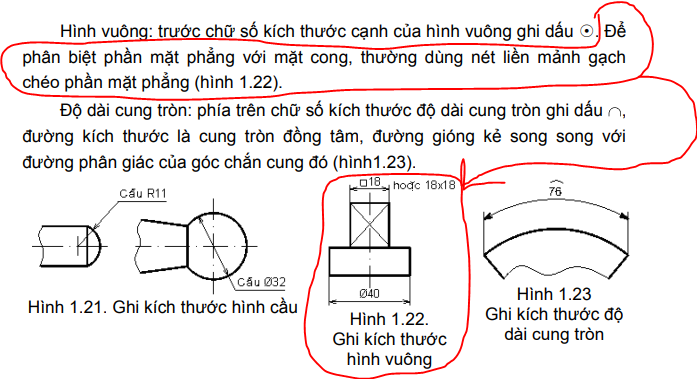 Hình vuông: trước chữ số kích thước cạnh của hình vuông ghi dấu ☉. Để
phân biệt phần mặt phẳng với mặt cong, thường dùng nét liền mảnh gạch
chéo phần mặt phẳng (hình 1.22).
Độ dài cung tròn: phía trên chữ số kích thước độ dài cung tròn ghi dấu ∩,
đường kích thước là cung tròn đồng tâm, đường gióng kẻ song song với
đường phân giác của góc chắn cung đó (hình1.23).
Cầu R11
Cầu Ø32
Hình 1.21. Ghi kích thước hình cầu
□18 hoặc 18x18
Ø40
Hình 1.22.
Ghi kích thước
hình vuông
76
Hình 1.23
Ghi kích thước độ
dài cung tròn